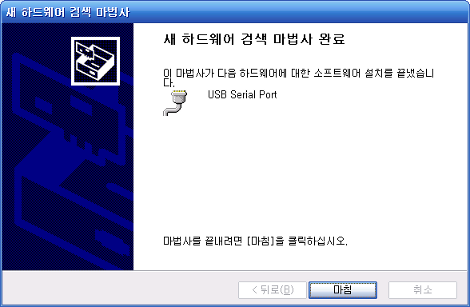 새 하드웨어 검색 마법사
새 하드웨어 검색 마법사 완료
이 마법사가 다음 하드웨어에 대한 소프트웨어 설치를 끝냈습니
다.
USB Serial Port
마법사를 끝내려면 [마침]을 클릭하십시오.
< 뒤로(B)
마침
취소